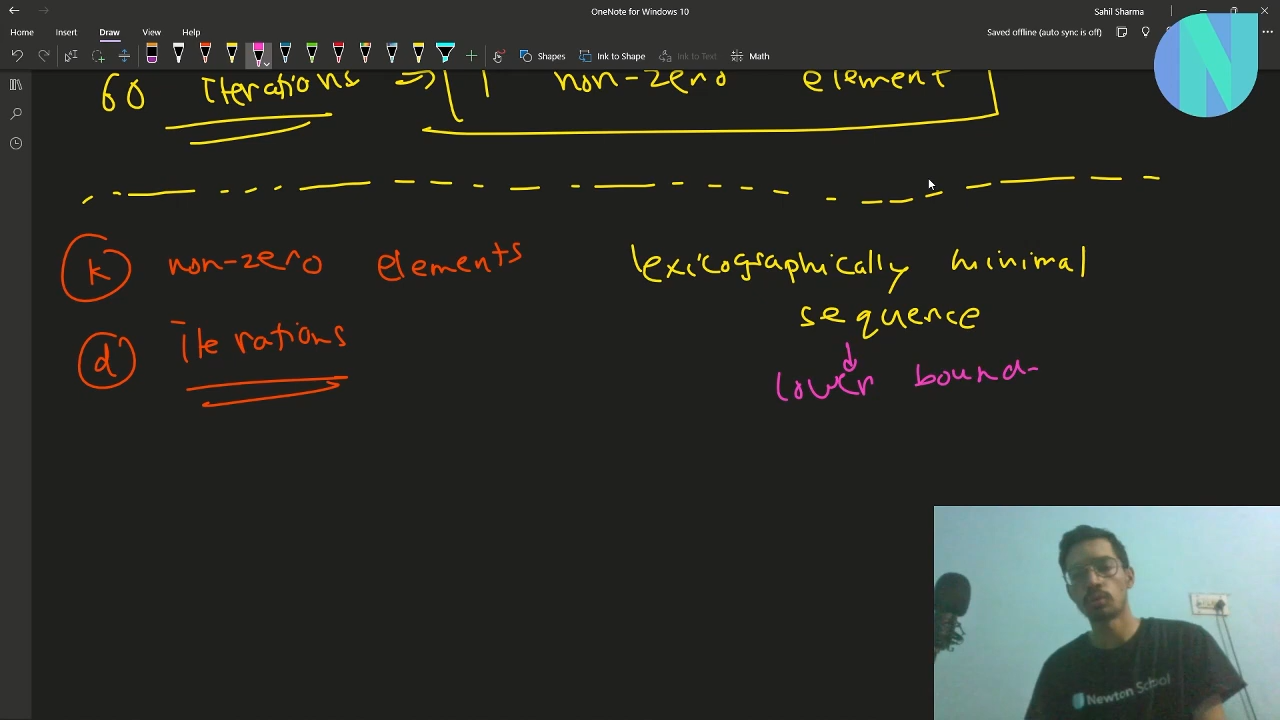 OneNote for Windows 10
Sahil Sharma
Home Insert Draw View Help
Saved offline (auto sync is off)
Shapes Ink to Shape Ink to Text Math
60 iterations => 1 non-zero element
k non-zero elements
lexicographically minimal
sequence
d iterations
lower bound
Newton School